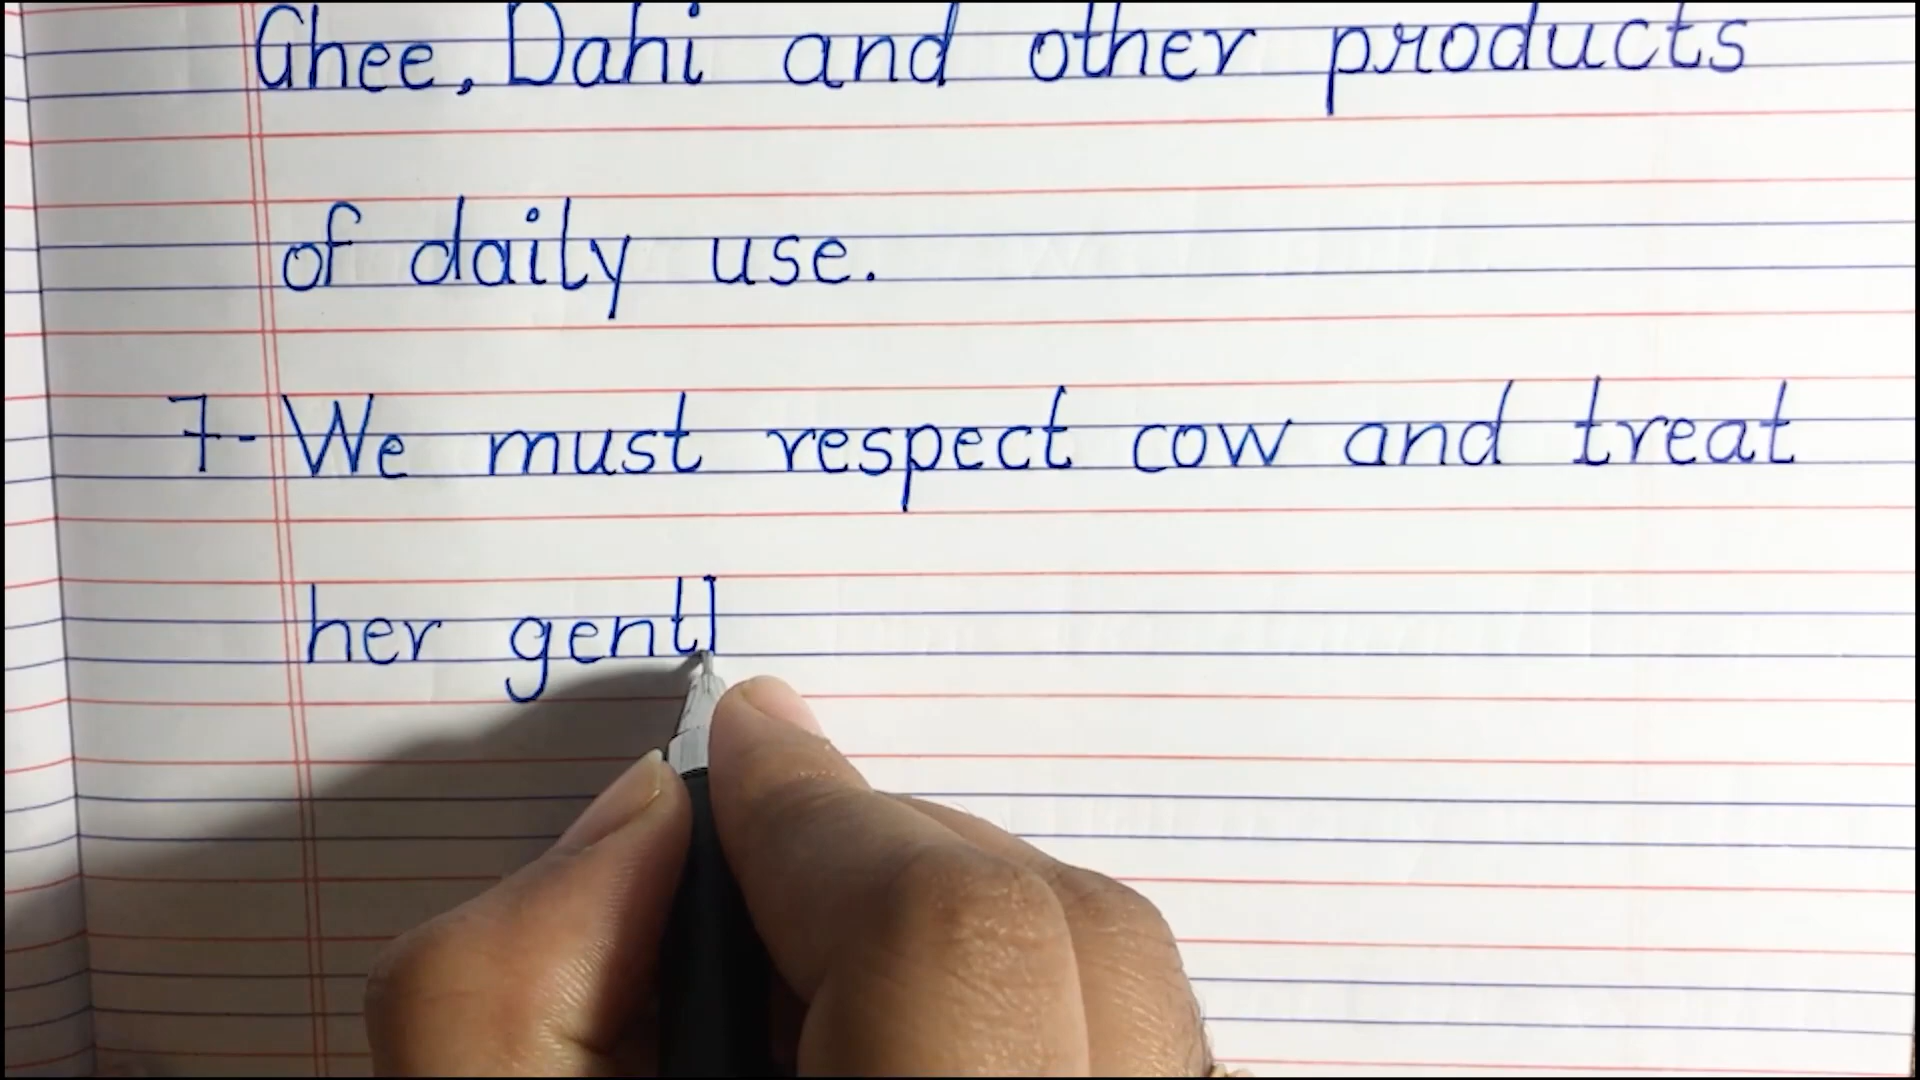 Ghee, Dahi and other products
of daily use.
7- We must respect cow and treat
her gentl